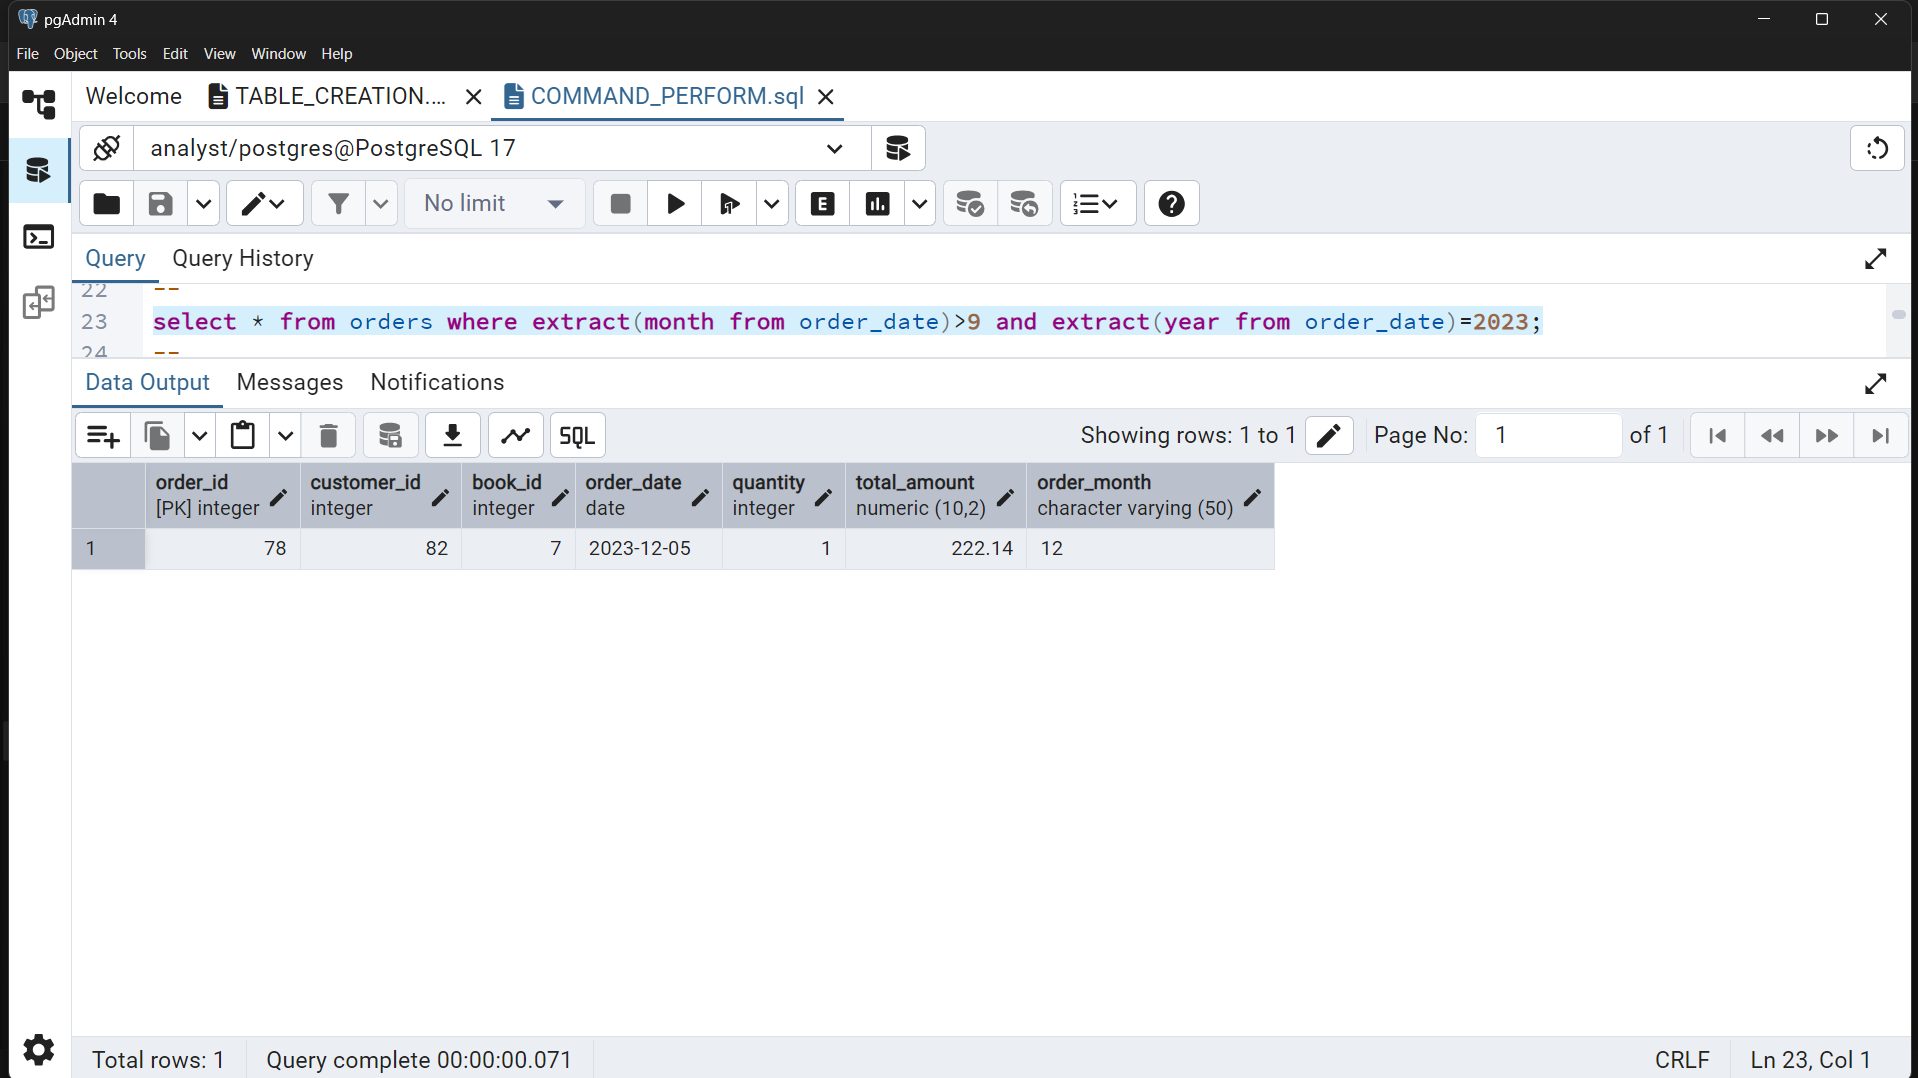 pgAdmin 4
File Object Tools Edit View Window Help
Welcome TABLE_CREATION.... COMMAND_PERFORM.sql
analyst/postgres@PostgreSQL 17
No limit E
Query Query History
22 --
23 select * from orders where extract(month from order_date)>9 and extract(year from order_date)=2023;
24 --
Data Output Messages Notifications
SQL Showing rows: 1 to 1 Page No: 1 of 1
order_id customer_id book_id order_date quantity total_amount order_month
[PK] integer integer integer date integer numeric (10,2) character varying (50)
1 78 82 7 2023-12-05 1 222.14 12
Total rows: 1 Query complete 00:00:00.071 CRLF Ln 23, Col 1